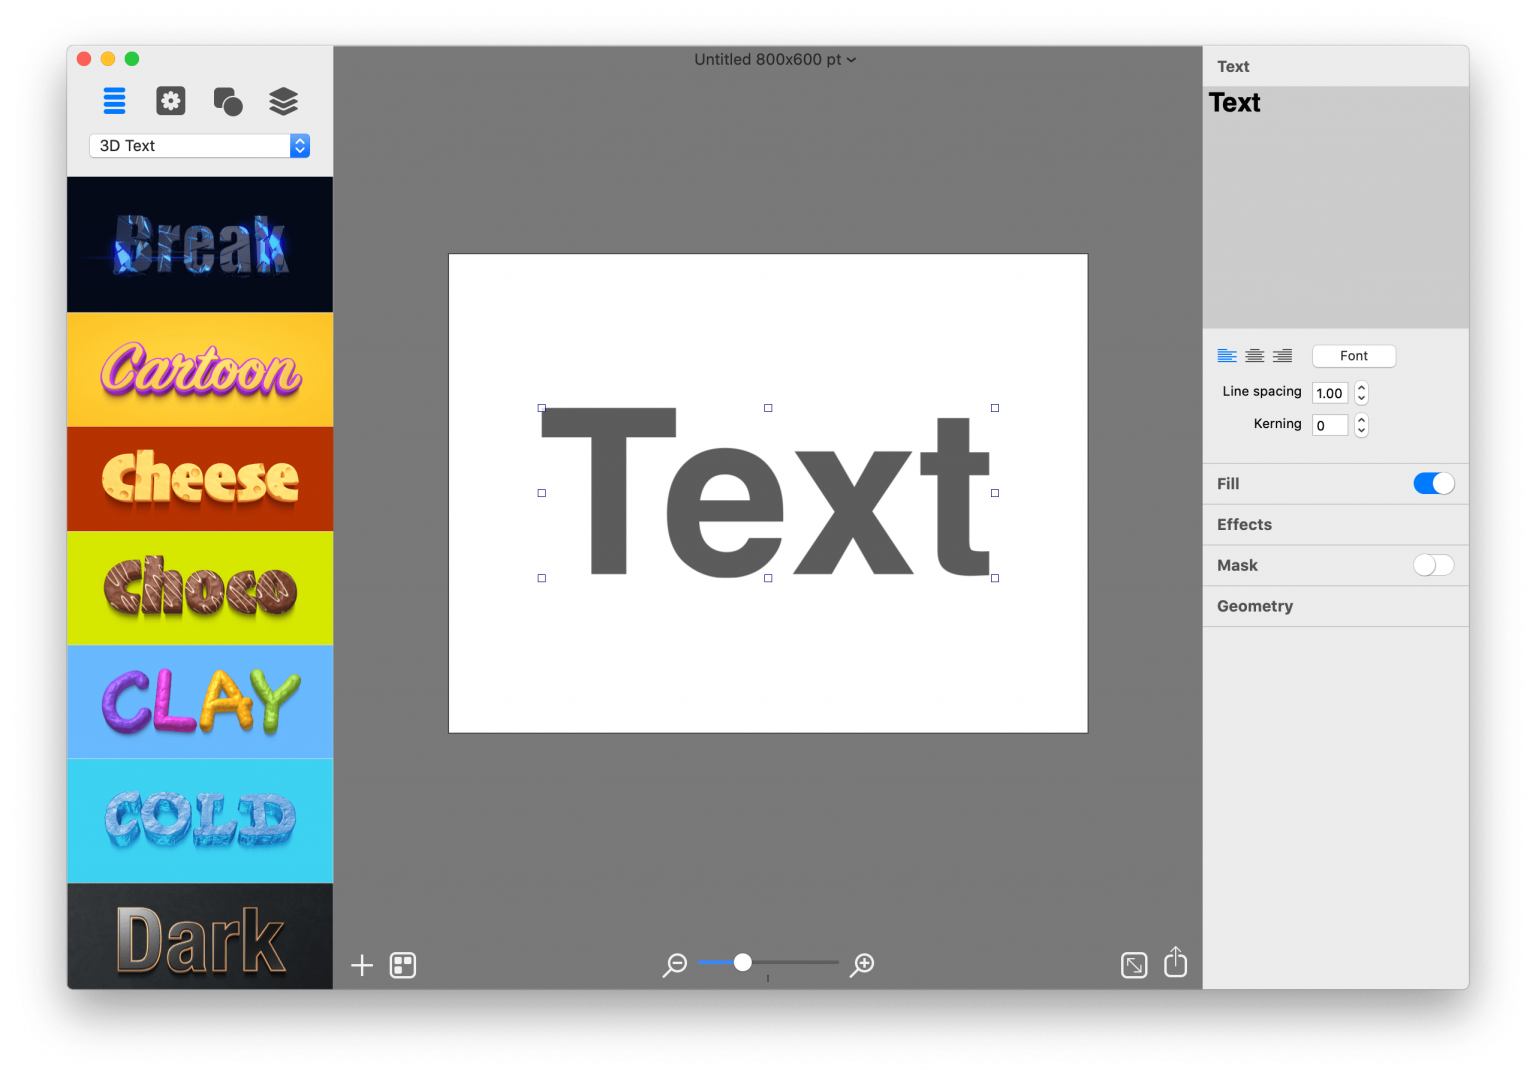 Untitled 800x600 pt
3D Text
Break
Cartoon
Cheese
Choco
CLAY
COLD
Dark
Text
Text
Text
Font
Line spacing 1.00
Kerning 0
Fill
Effects
Mask
Geometry